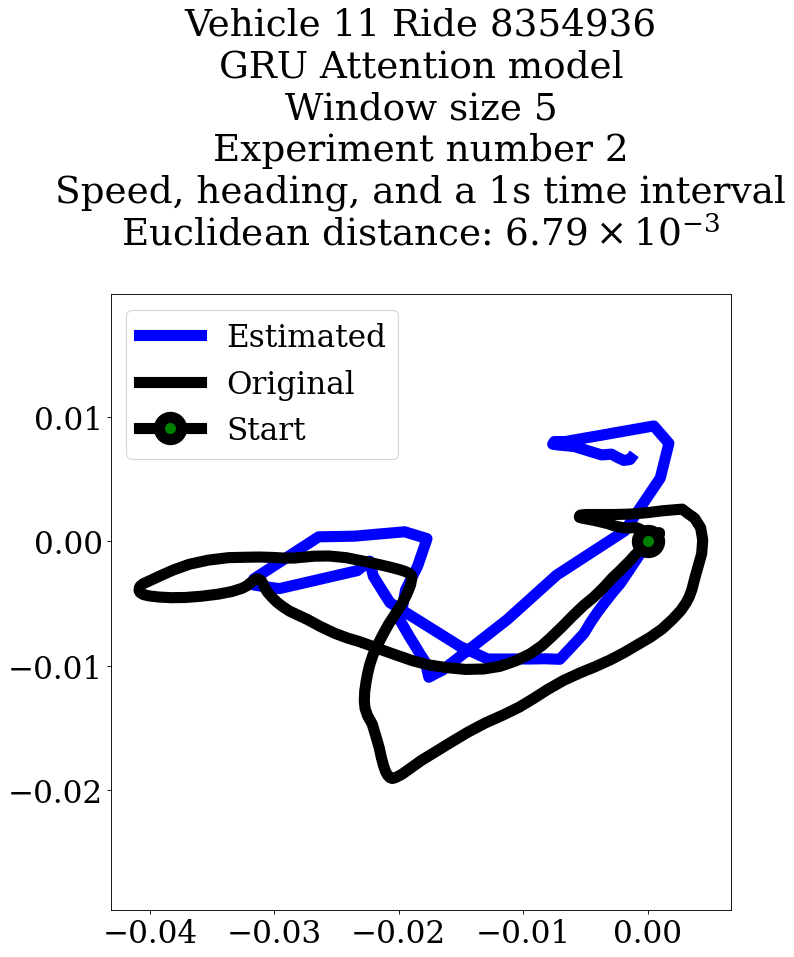 Vehicle 11 Ride 8354936
GRU Attention model
Window size 5
Experiment number 2
Speed, heading, and a 1s time interval
Euclidean distance: 6.79 × 10⁻³
Estimated
Original
Start
0.01
0.00
−0.01
−0.02
−0.04 −0.03 −0.02 −0.01 0.00